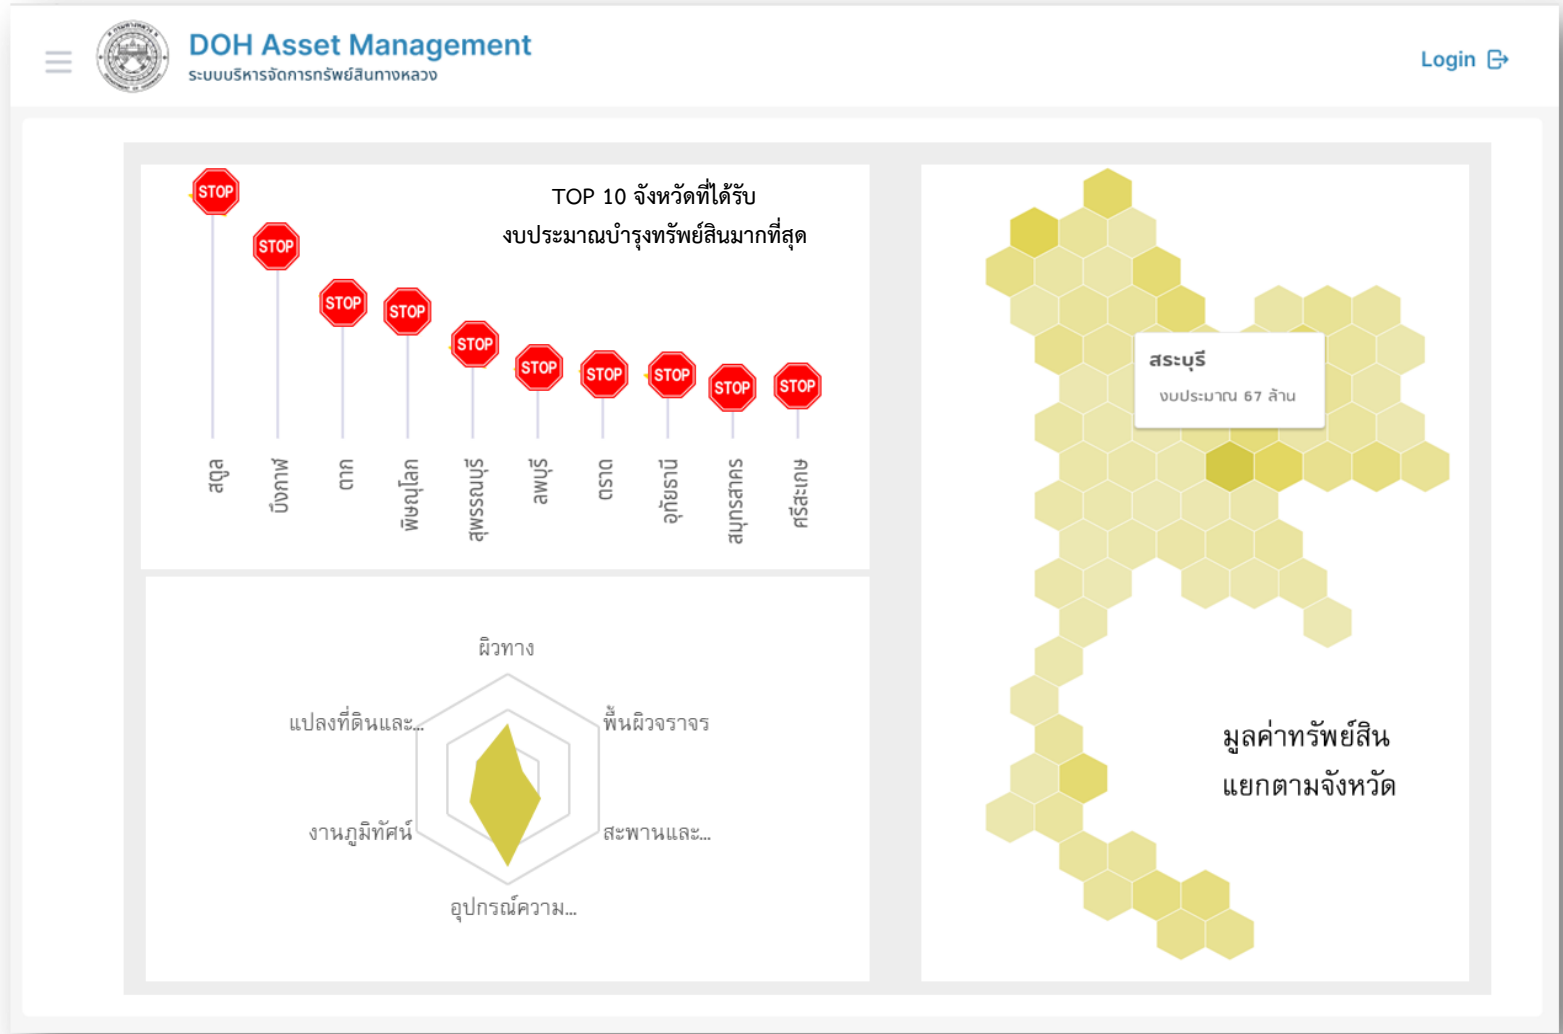 DOH Asset Management
ระบบบริหารจัดการทรัพย์สินทางหลวง
Login
TOP 10 จังหวัดที่ได้รับ
งบประมาณบำรุงทรัพย์สินมากที่สุด
STOP
STOP
STOP
STOP
STOP
STOP
STOP
STOP
STOP
STOP
สตูล
บึงกาฬ
ตาก
พิษณุโลก
สุพรรณบุรี
ลพบุรี
ตราด
อุทัยธานี
สมุทรสาคร
ศรีสะเกษ
ผิวทาง
พื้นผิวจราจร
สะพานและ...
อุปกรณ์ความ...
งานภูมิทัศน์
แปลงที่ดินและ...
สระบุรี
งบประมาณ 67 ล้าน
มูลค่าทรัพย์สิน
แยกตามจังหวัด